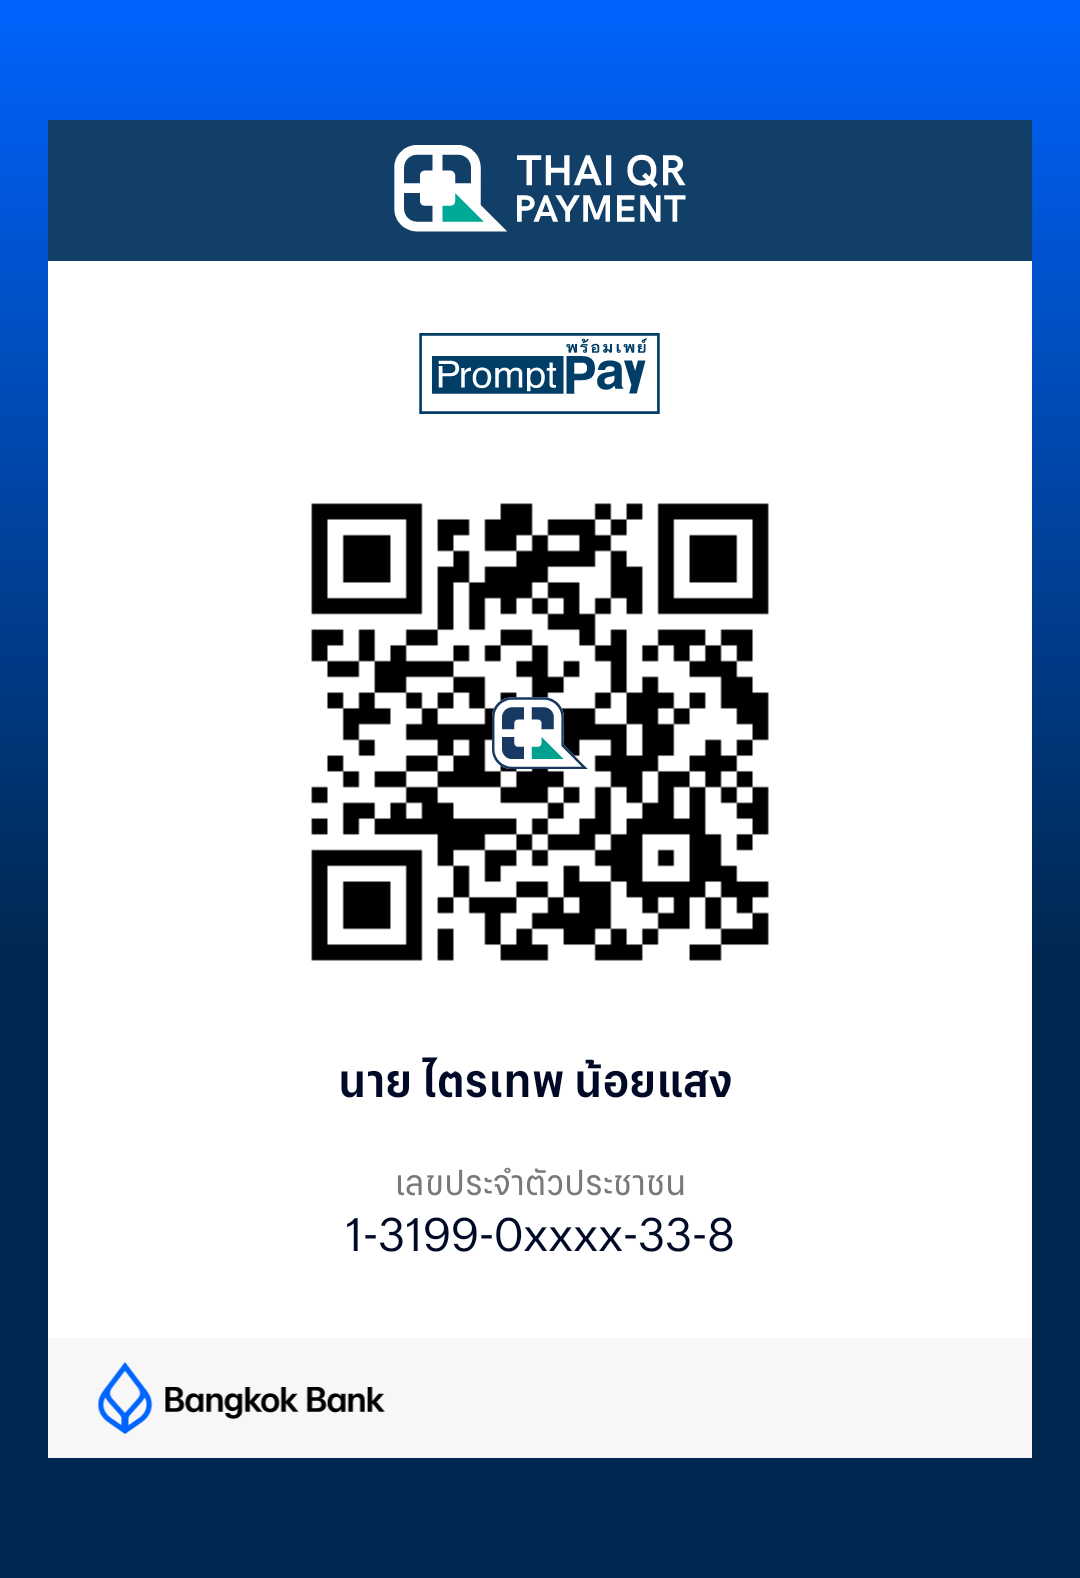 THAI QR
PAYMENT
พร้อมเพย์
PromptPay
นาย ไตรเทพ น้อยแสง
เลขประจำตัวประชาชน
1-3199-0xxxx-33-8
Bangkok Bank